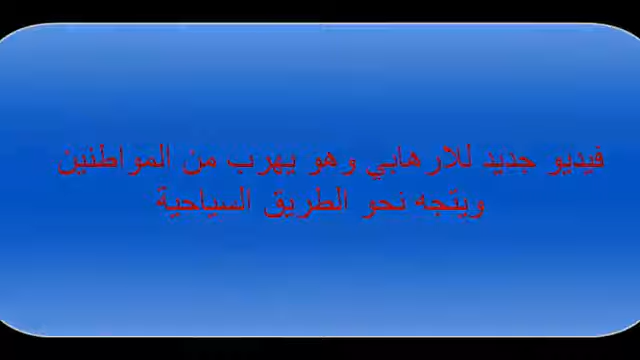 فيديو جديد للارهابي وهو يهرب من المواطنين
ويتجه نحو الطريق السياحية